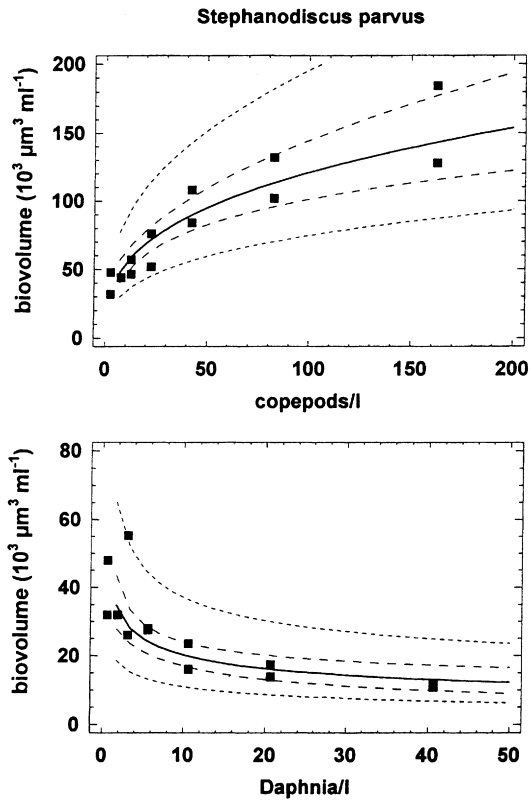 Stephanodiscus parvus
biovolume (10³ µm³ ml⁻¹)
200
150
100
50
0
0 50 100 150 200
copepods/l
biovolume (10³ µm³ ml⁻¹)
80
60
40
20
0
0 10 20 30 40 50
Daphnia/l